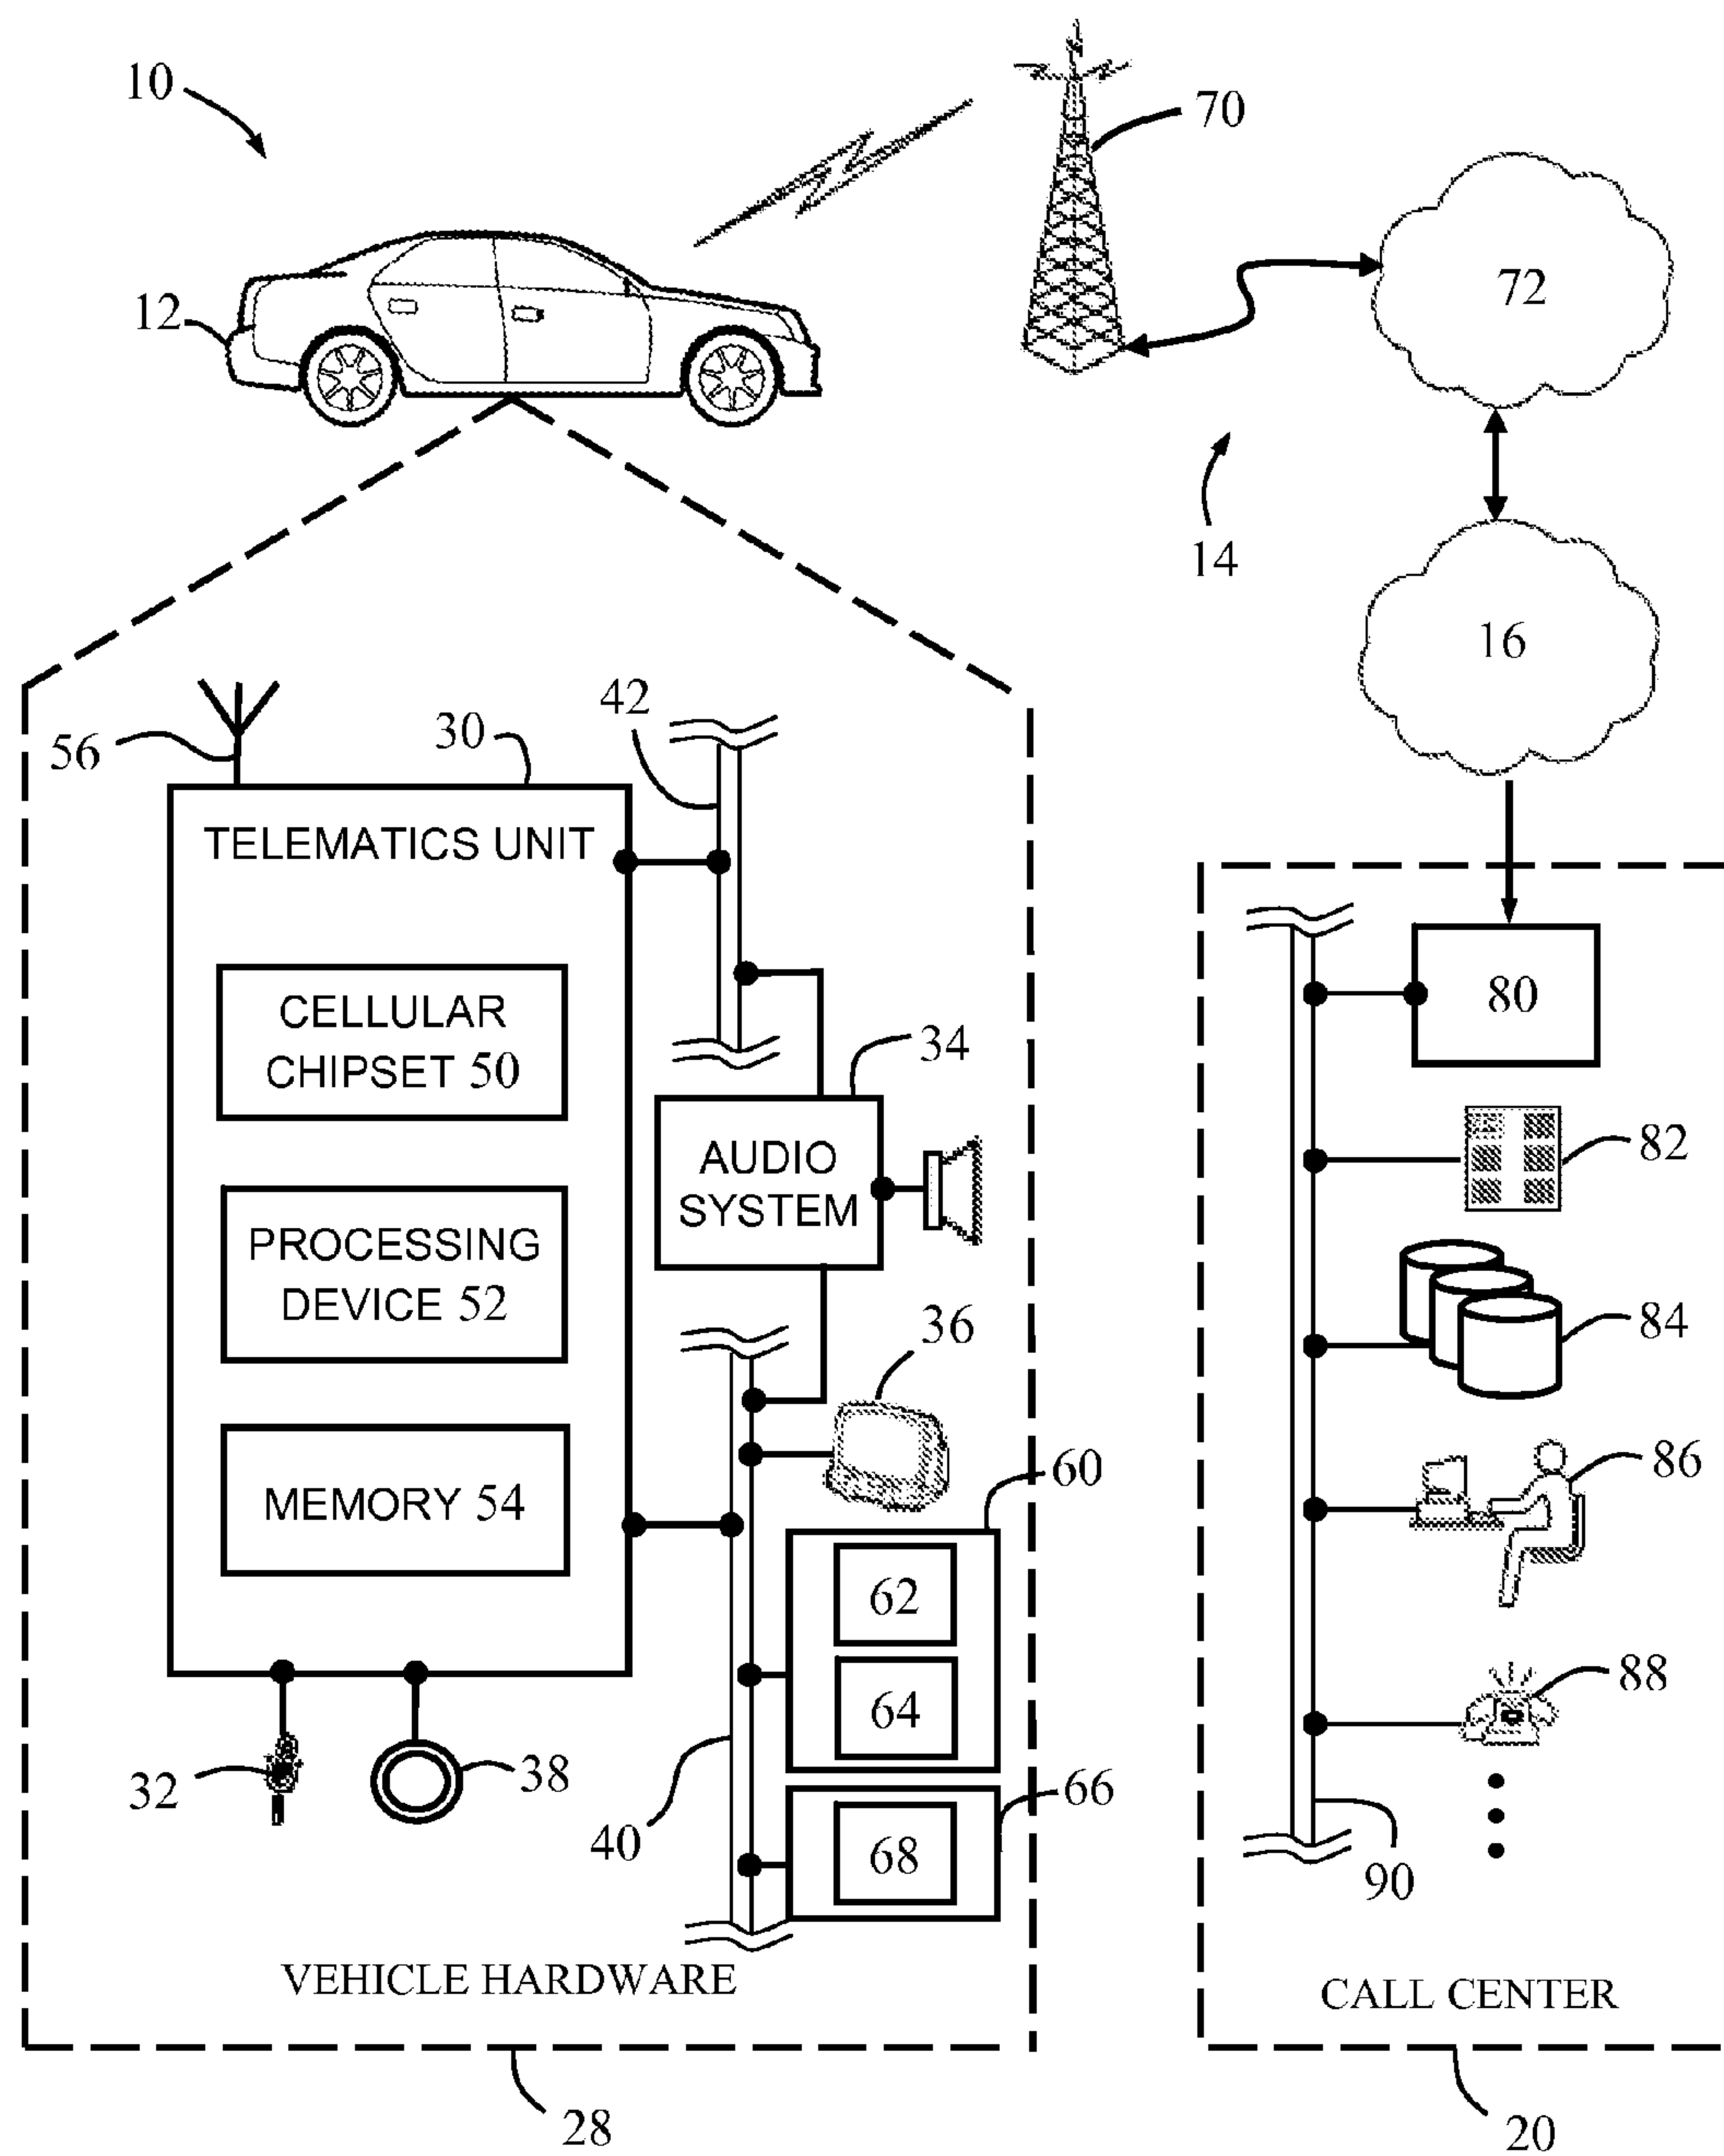 10
70
12
72
14
16
42
56
30
TELEMATICS UNIT
CELLULAR
CHIPSET 50
PROCESSING
DEVICE 52
MEMORY 54
34
AUDIO
SYSTEM
36
60
62
64
66
68
32
38
40
VEHICLE HARDWARE
28
80
82
84
86
88
90
CALL CENTER
20